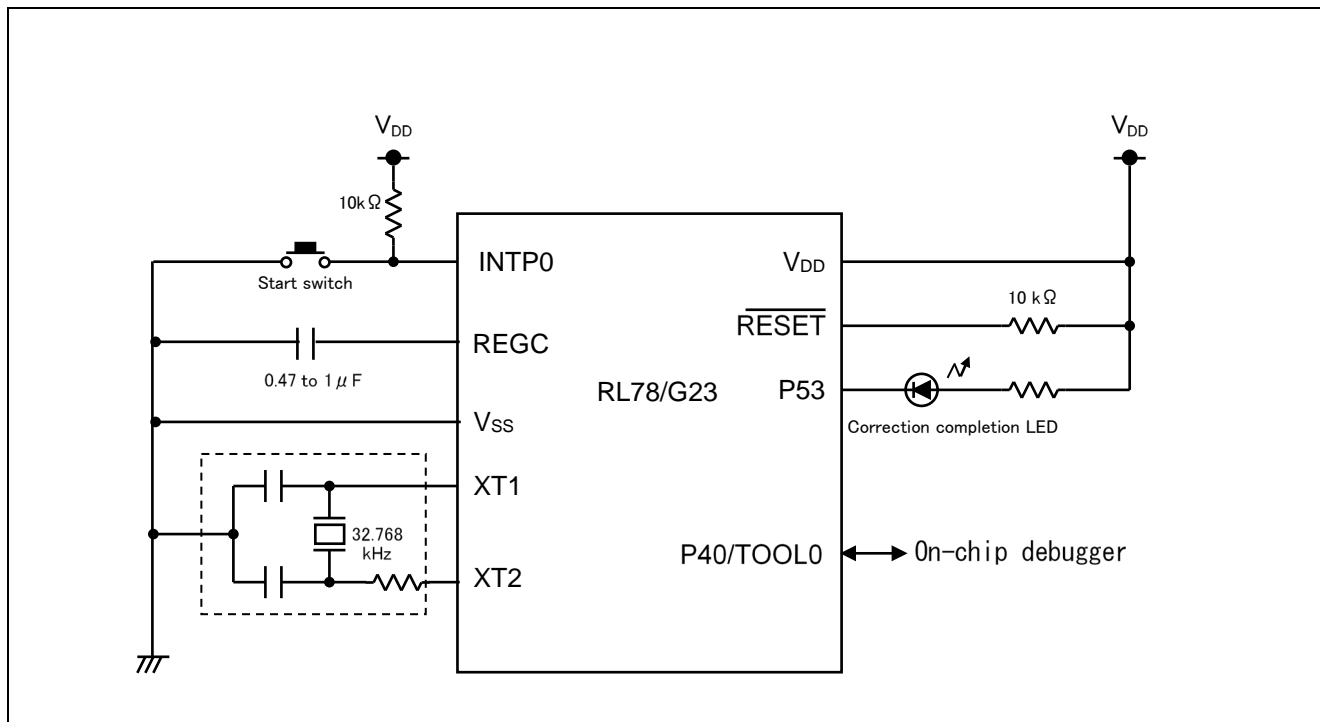 VDD
10kΩ
Start switch
INTP0
0.47 to 1μF
REGC
VSS
XT1
32.768
kHz
XT2
RL78/G23
VDD
VDD
RESET
10 kΩ
P53
Correction completion LED
P40/TOOL0
On-chip debugger